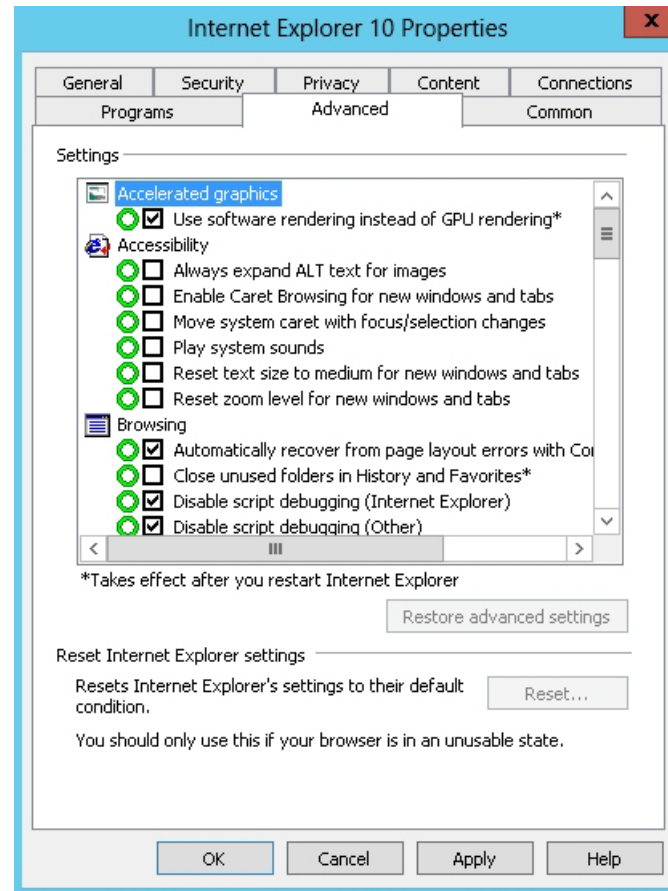 Internet Explorer 10 Properties
x
General Security Privacy Content Connections
Programs Advanced Common
Settings
Accelerated graphics
Use software rendering instead of GPU rendering*
Accessibility
Always expand ALT text for images
Enable Caret Browsing for new windows and tabs
Move system caret with focus/selection changes
Play system sounds
Reset text size to medium for new windows and tabs
Reset zoom level for new windows and tabs
Browsing
Automatically recover from page layout errors with Co
Close unused folders in History and Favorites*
Disable script debugging (Internet Explorer)
Disable script debugging (Other)
*Takes effect after you restart Internet Explorer
Restore advanced settings
Reset Internet Explorer settings
Resets Internet Explorer's settings to their default
condition.
Reset...
You should only use this if your browser is in an unusable state.
OK Cancel Apply Help